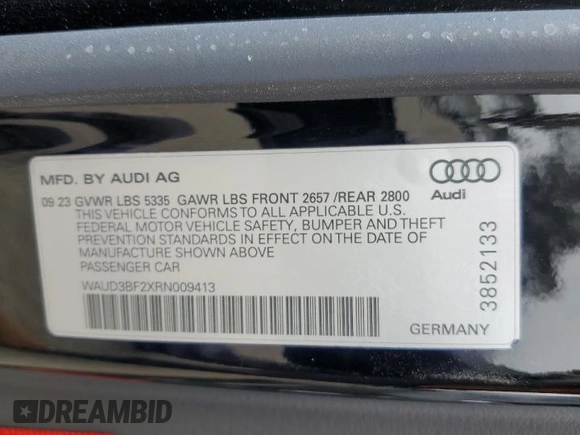 MFD. BY AUDI AG
Audi
09 23 GVWR LBS 5335 GAWR LBS FRONT 2657 /REAR 2800
THIS VEHICLE CONFORMS TO ALL APPLICABLE U.S.
FEDERAL MOTOR VEHICLE SAFETY, BUMPER AND THEFT
PREVENTION STANDARDS IN EFFECT ON THE DATE OF
MANUFACTURE SHOWN ABOVE
PASSENGER CAR
WAUD3BF2XRN009413
GERMANY
3852133
DREAMBID